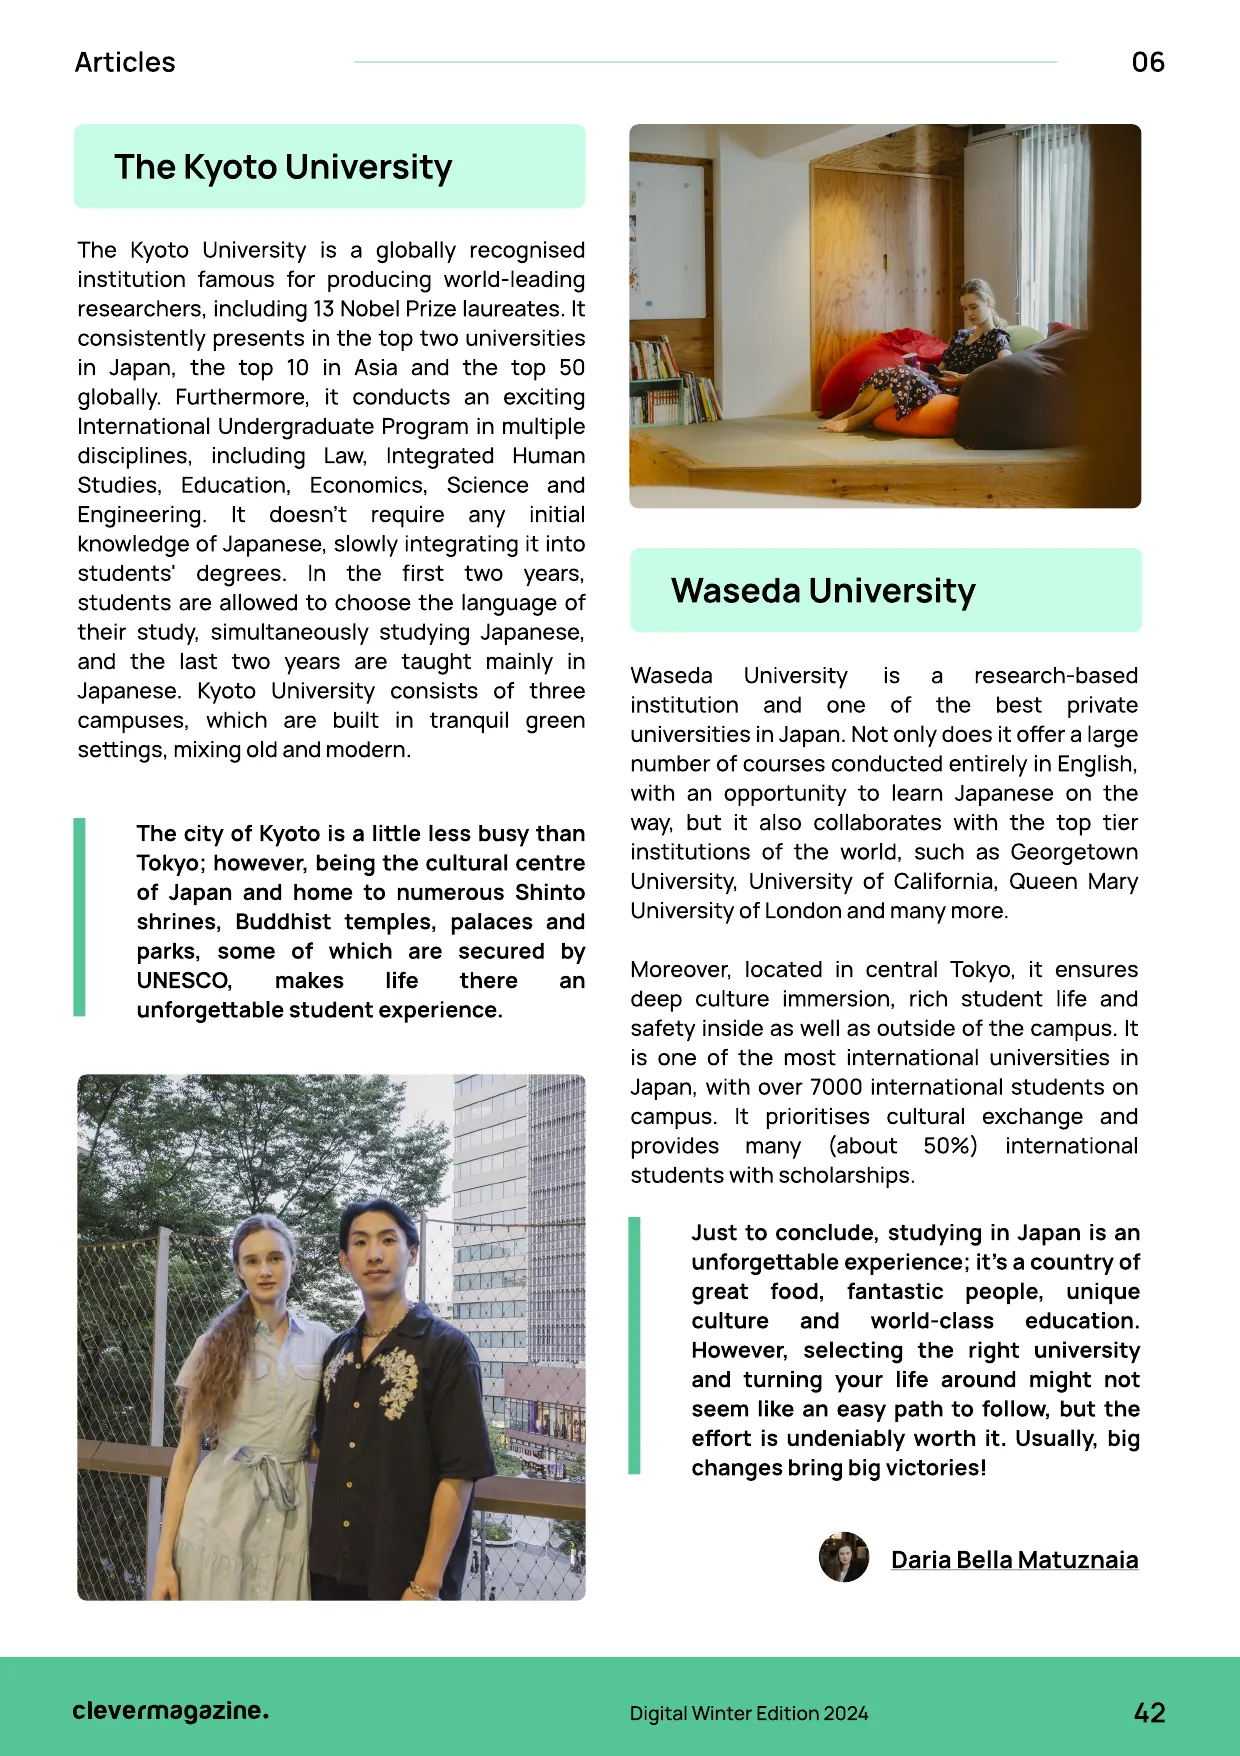 Articles
06
The Kyoto University
The Kyoto University is a globally recognised
institution famous for producing world-leading
researchers, including 13 Nobel Prize laureates. It
consistently presents in the top two universities
in Japan, the top 10 in Asia and the top 50
globally. Furthermore, it conducts an exciting
International Undergraduate Program in multiple
disciplines, including Law, Integrated Human
Studies, Education, Economics, Science and
Engineering. It doesn’t require any initial
knowledge of Japanese, slowly integrating it into
students' degrees. In the first two years,
students are allowed to choose the language of
their study, simultaneously studying Japanese,
and the last two years are taught mainly in
Japanese. Kyoto University consists of three
campuses, which are built in tranquil green
settings, mixing old and modern.
The city of Kyoto is a little less busy than
Tokyo; however, being the cultural centre
of Japan and home to numerous Shinto
shrines, Buddhist temples, palaces and
parks, some of which are secured by
UNESCO, makes life there an
unforgettable student experience.
Waseda University
Waseda University is a research-based
institution and one of the best private
universities in Japan. Not only does it offer a large
number of courses conducted entirely in English,
with an opportunity to learn Japanese on the
way, but it also collaborates with the top tier
institutions of the world, such as Georgetown
University, University of California, Queen Mary
University of London and many more.
Moreover, located in central Tokyo, it ensures
deep culture immersion, rich student life and
safety inside as well as outside of the campus. It
is one of the most international universities in
Japan, with over 7000 international students on
campus. It prioritises cultural exchange and
provides many (about 50%) international
students with scholarships.
Just to conclude, studying in Japan is an
unforgettable experience; it’s a country of
great food, fantastic people, unique
culture and world-class education.
However, selecting the right university
and turning your life around might not
seem like an easy path to follow, but the
effort is undeniably worth it. Usually, big
changes bring big victories!
Daria Bella Matuznaia
clevermagazine.
Digital Winter Edition 2024
42